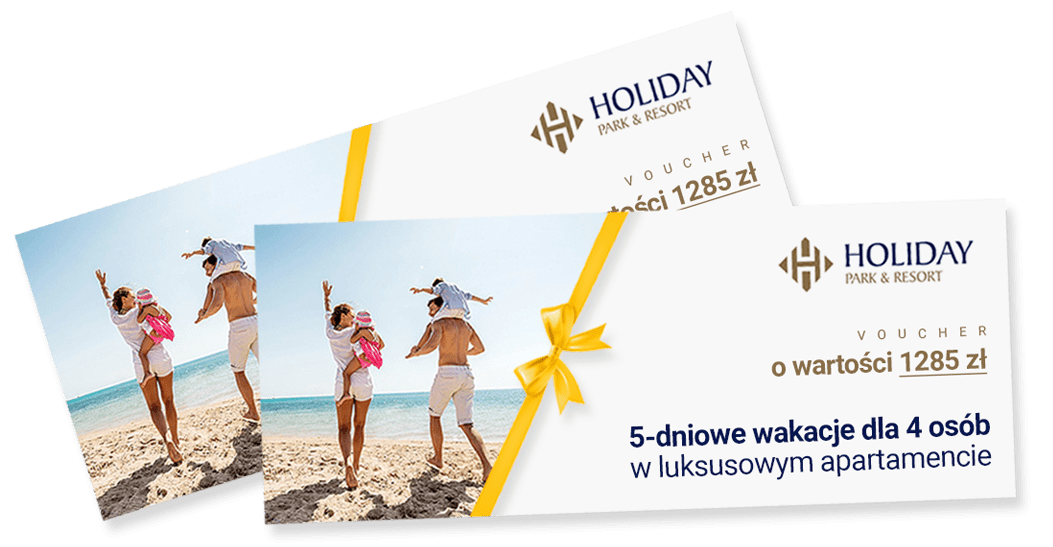 HOLIDAY
PARK & RESORT
VOUCHER
tości 1285 zł
HOLIDAY
PARK & RESORT
VOUCHER
o wartości 1285 zł
5-dniowe wakacje dla 4 osób
w luksusowym apartamencie